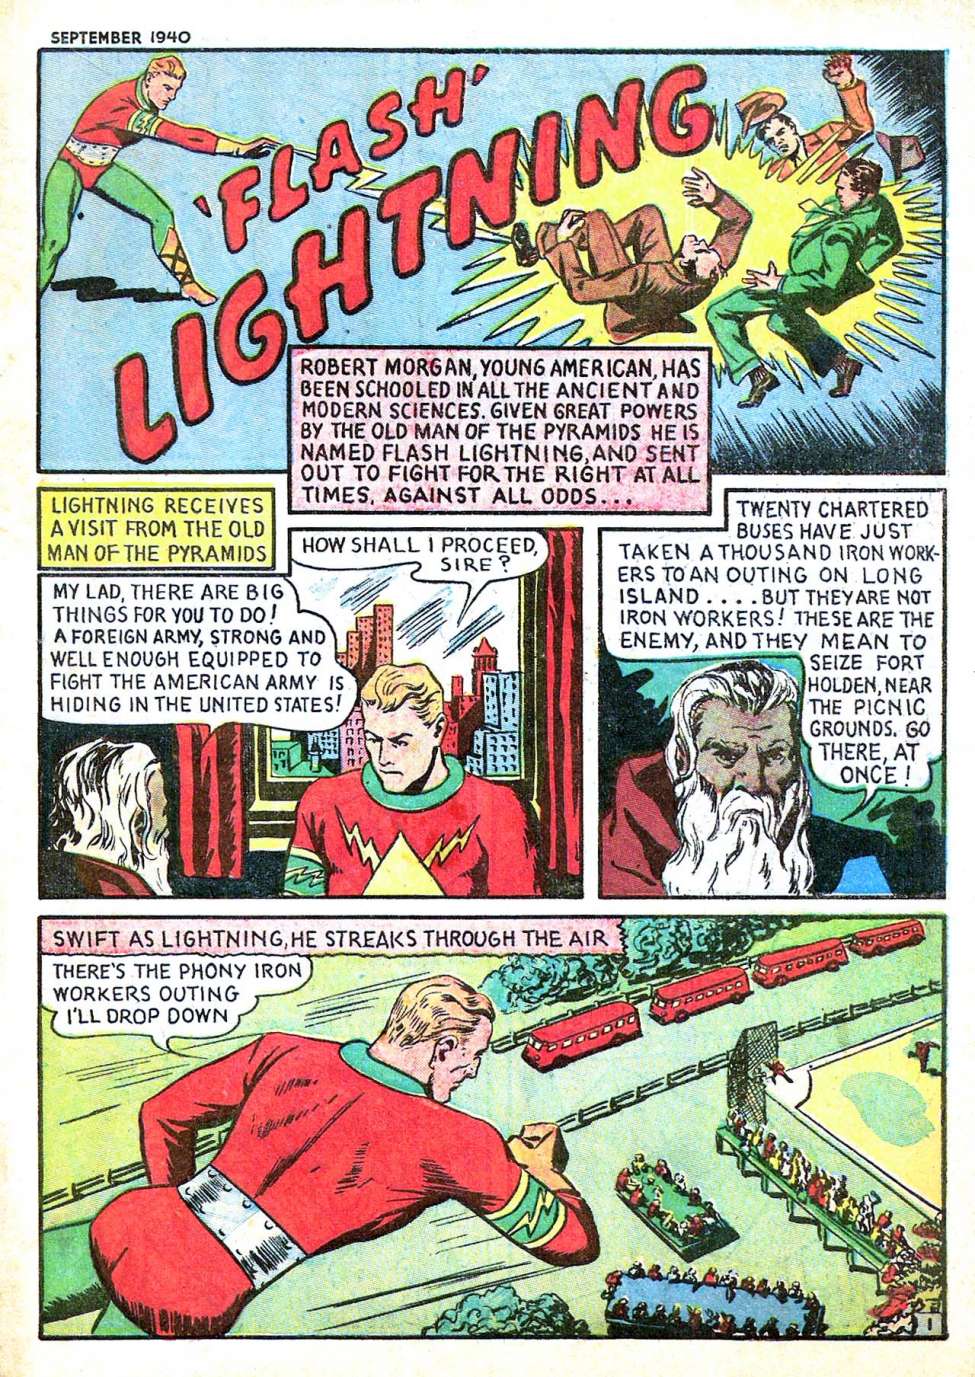 SEPTEMBER 1940
'FLASH'
LIGHTNING
ROBERT MORGAN, YOUNG AMERICAN, HAS
BEEN SCHOOLED IN ALL THE ANCIENT AND
MODERN SCIENCES. GIVEN GREAT POWERS
BY THE OLD MAN OF THE PYRAMIDS HE IS
NAMED FLASH LIGHTNING, AND SENT
OUT TO FIGHT FOR THE RIGHT AT ALL
TIMES, AGAINST ALL ODDS...
LIGHTNING RECEIVES
A VISIT FROM THE OLD
MAN OF THE PYRAMIDS
MY LAD, THERE ARE BIG
THINGS FOR YOU TO DO!
A FOREIGN ARMY, STRONG AND
WELL ENOUGH EQUIPPED TO
FIGHT THE AMERICAN ARMY IS
HIDING IN THE UNITED STATES!
HOW SHALL I PROCEED,
SIRE?
TWENTY CHARTERED
BUSES HAVE JUST
TAKEN A THOUSAND IRON WORK-
ERS TO AN OUTING ON LONG
ISLAND....BUT THEY ARE NOT
IRON WORKERS! THESE ARE THE
ENEMY, AND THEY MEAN TO
SEIZE FORT
HOLDEN, NEAR
THE PICNIC
GROUNDS. GO
THERE, AT
ONCE!
SWIFT AS LIGHTNING, HE STREAKS THROUGH THE AIR
THERE'S THE PHONY IRON
WORKERS OUTING
I'LL DROP DOWN
1